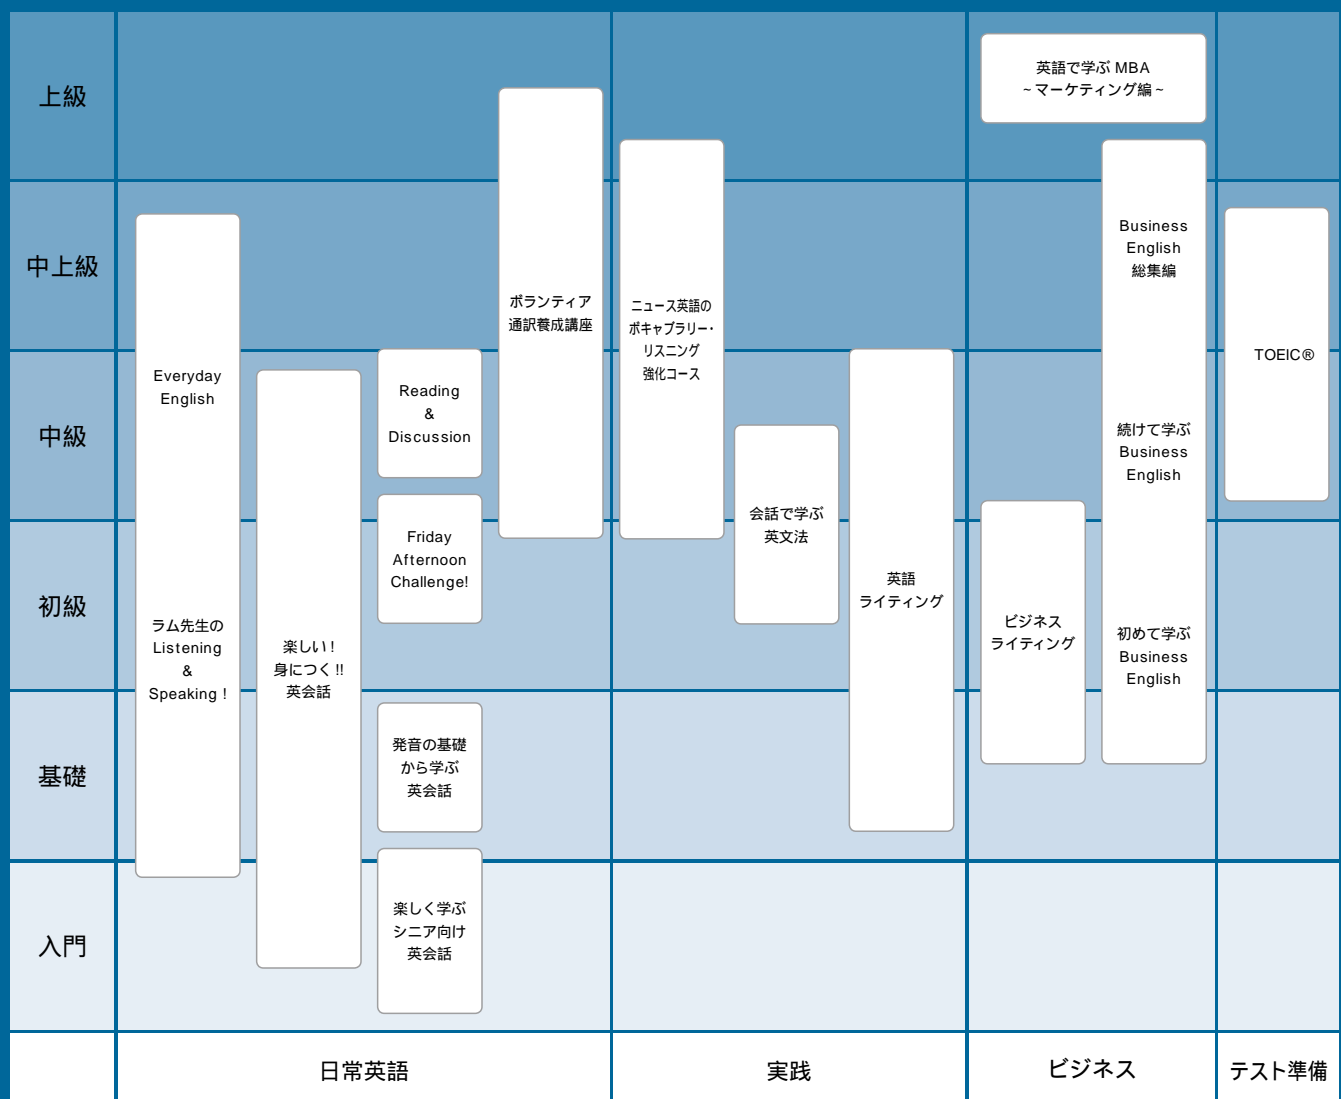 上級
英語で学ぶ MBA
~ マーケティング編 ~
中上級
Everyday
English
ラム先生の
Listening
&
Speaking !
楽しい !
身につく !!
英会話
Reading
&
Discussion
Friday
Afternoon
Challenge!
発音の基礎
から学ぶ
英会話
楽しく学ぶ
シニア向け
英会話
ボランティア
通訳養成講座
ニュース英語の
ボキャブラリー・
リスニング
強化コース
会話で学ぶ
英文法
英語
ライティング
ビジネス
ライティング
Business
English
総集編
続けて学ぶ
Business
English
初めて学ぶ
Business
English
TOEIC®
中級
初級
基礎
入門
日常英語
実践
ビジネス
テスト準備